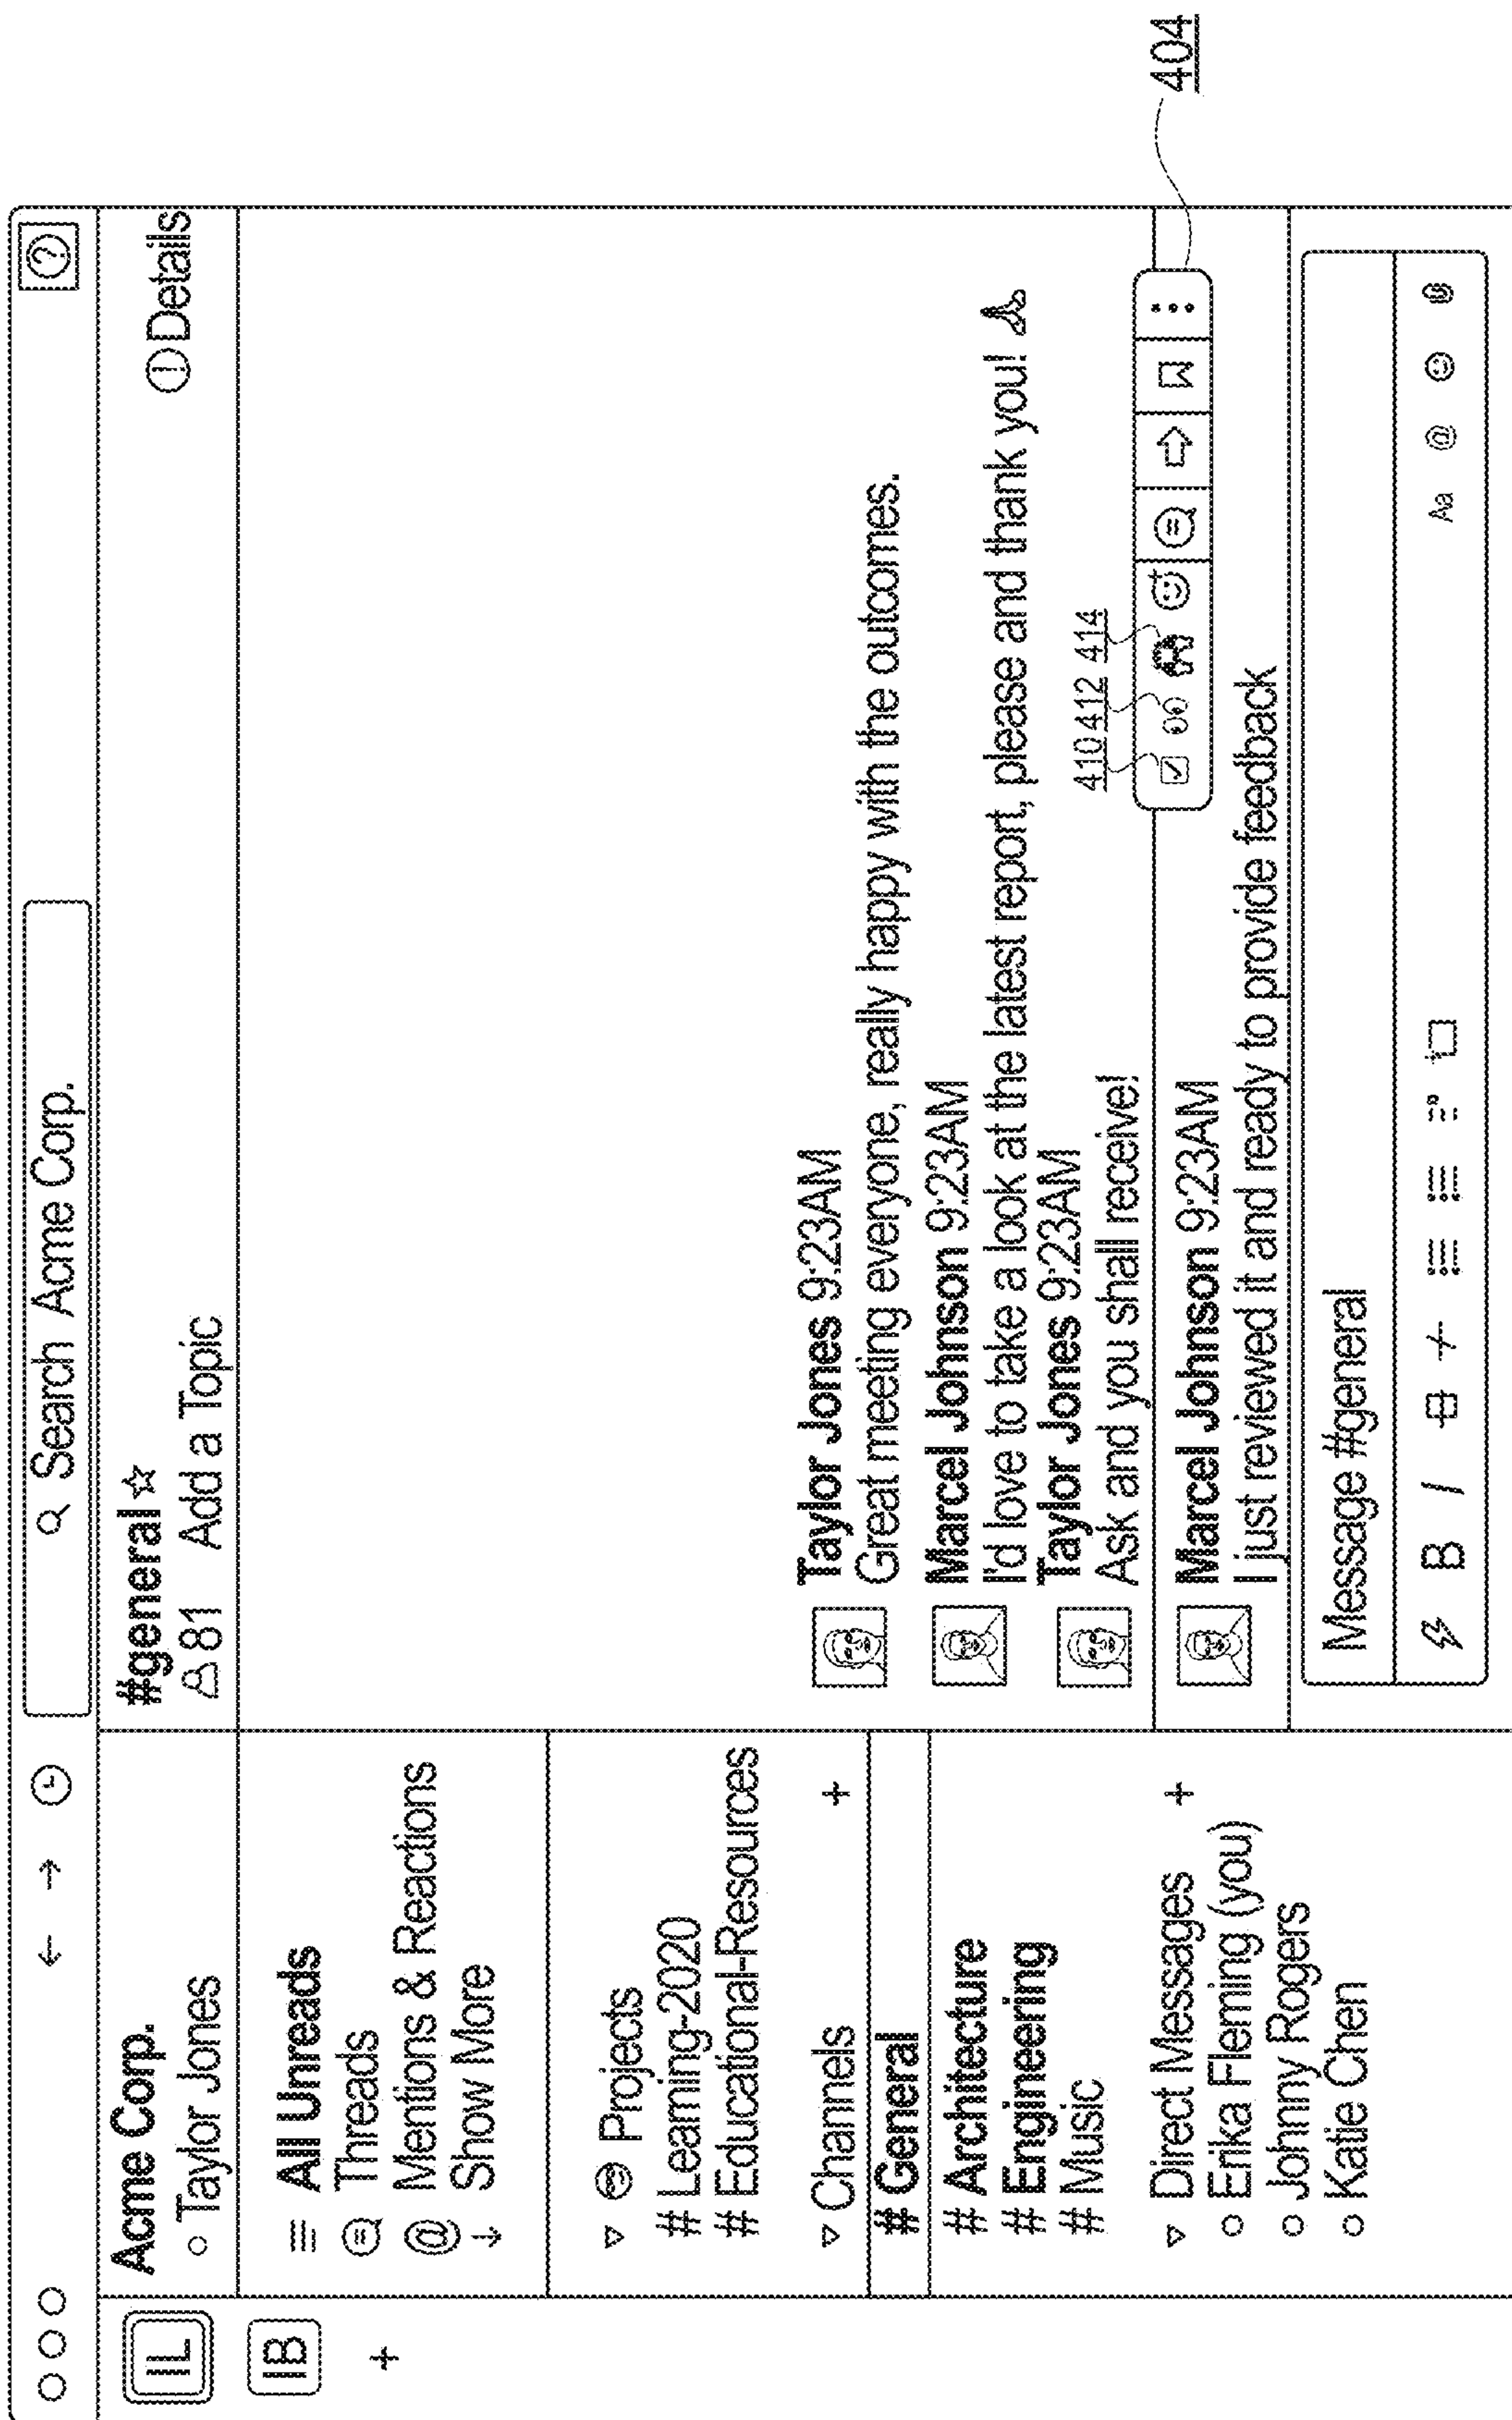 Search Acme Corp.
?
IL
IB
+
Acme Corp.
Taylor Jones
All Unreads
Threads
@ Mentions & Reactions
Show More
Projects
# Learning-2020
# Educational-Resources
Channels +
# General
# Architecture
# Engineering
# Music
Direct Messages +
Erika Fleming (you)
Johnny Rogers
Katie Chen
#general
81 Add a Topic
Details
Taylor Jones 9:23AM
Great meeting everyone, really happy with the outcomes.
Marcel Johnson 9:23AM
I'd love to take a look at the latest report, please and thank you!
Taylor Jones 9:23AM
Ask and you shall receive!
410 412 414
404
Marcel Johnson 9:23AM
I just reviewed it and ready to provide feedback
Message #general
B I Aa @